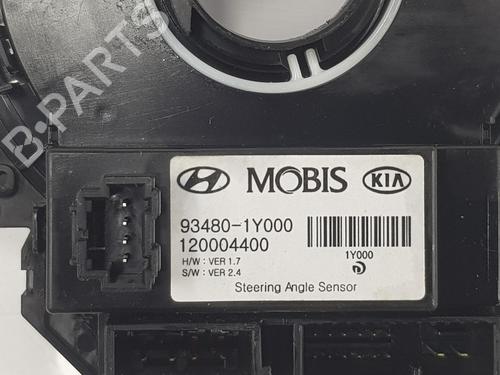 B-PARTS
MOBIS
KIA
93480-1Y000
120004400
H/W : VER 1.7
S/W : VER 2.4
1Y000
Steering Angle Sensor